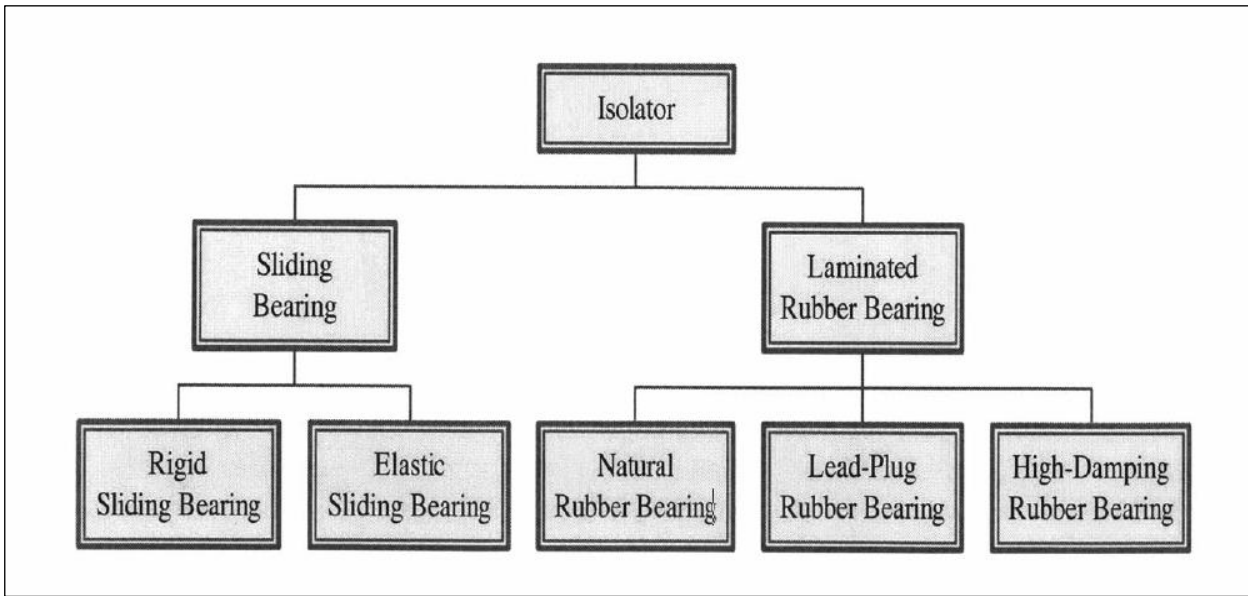 Isolator
Sliding
Bearing
Laminated
Rubber Bearing
Rigid
Sliding Bearing
Elastic
Sliding Bearing
Natural
Rubber Bearing
Lead-Plug
Rubber Bearing
High-Damping
Rubber Bearing